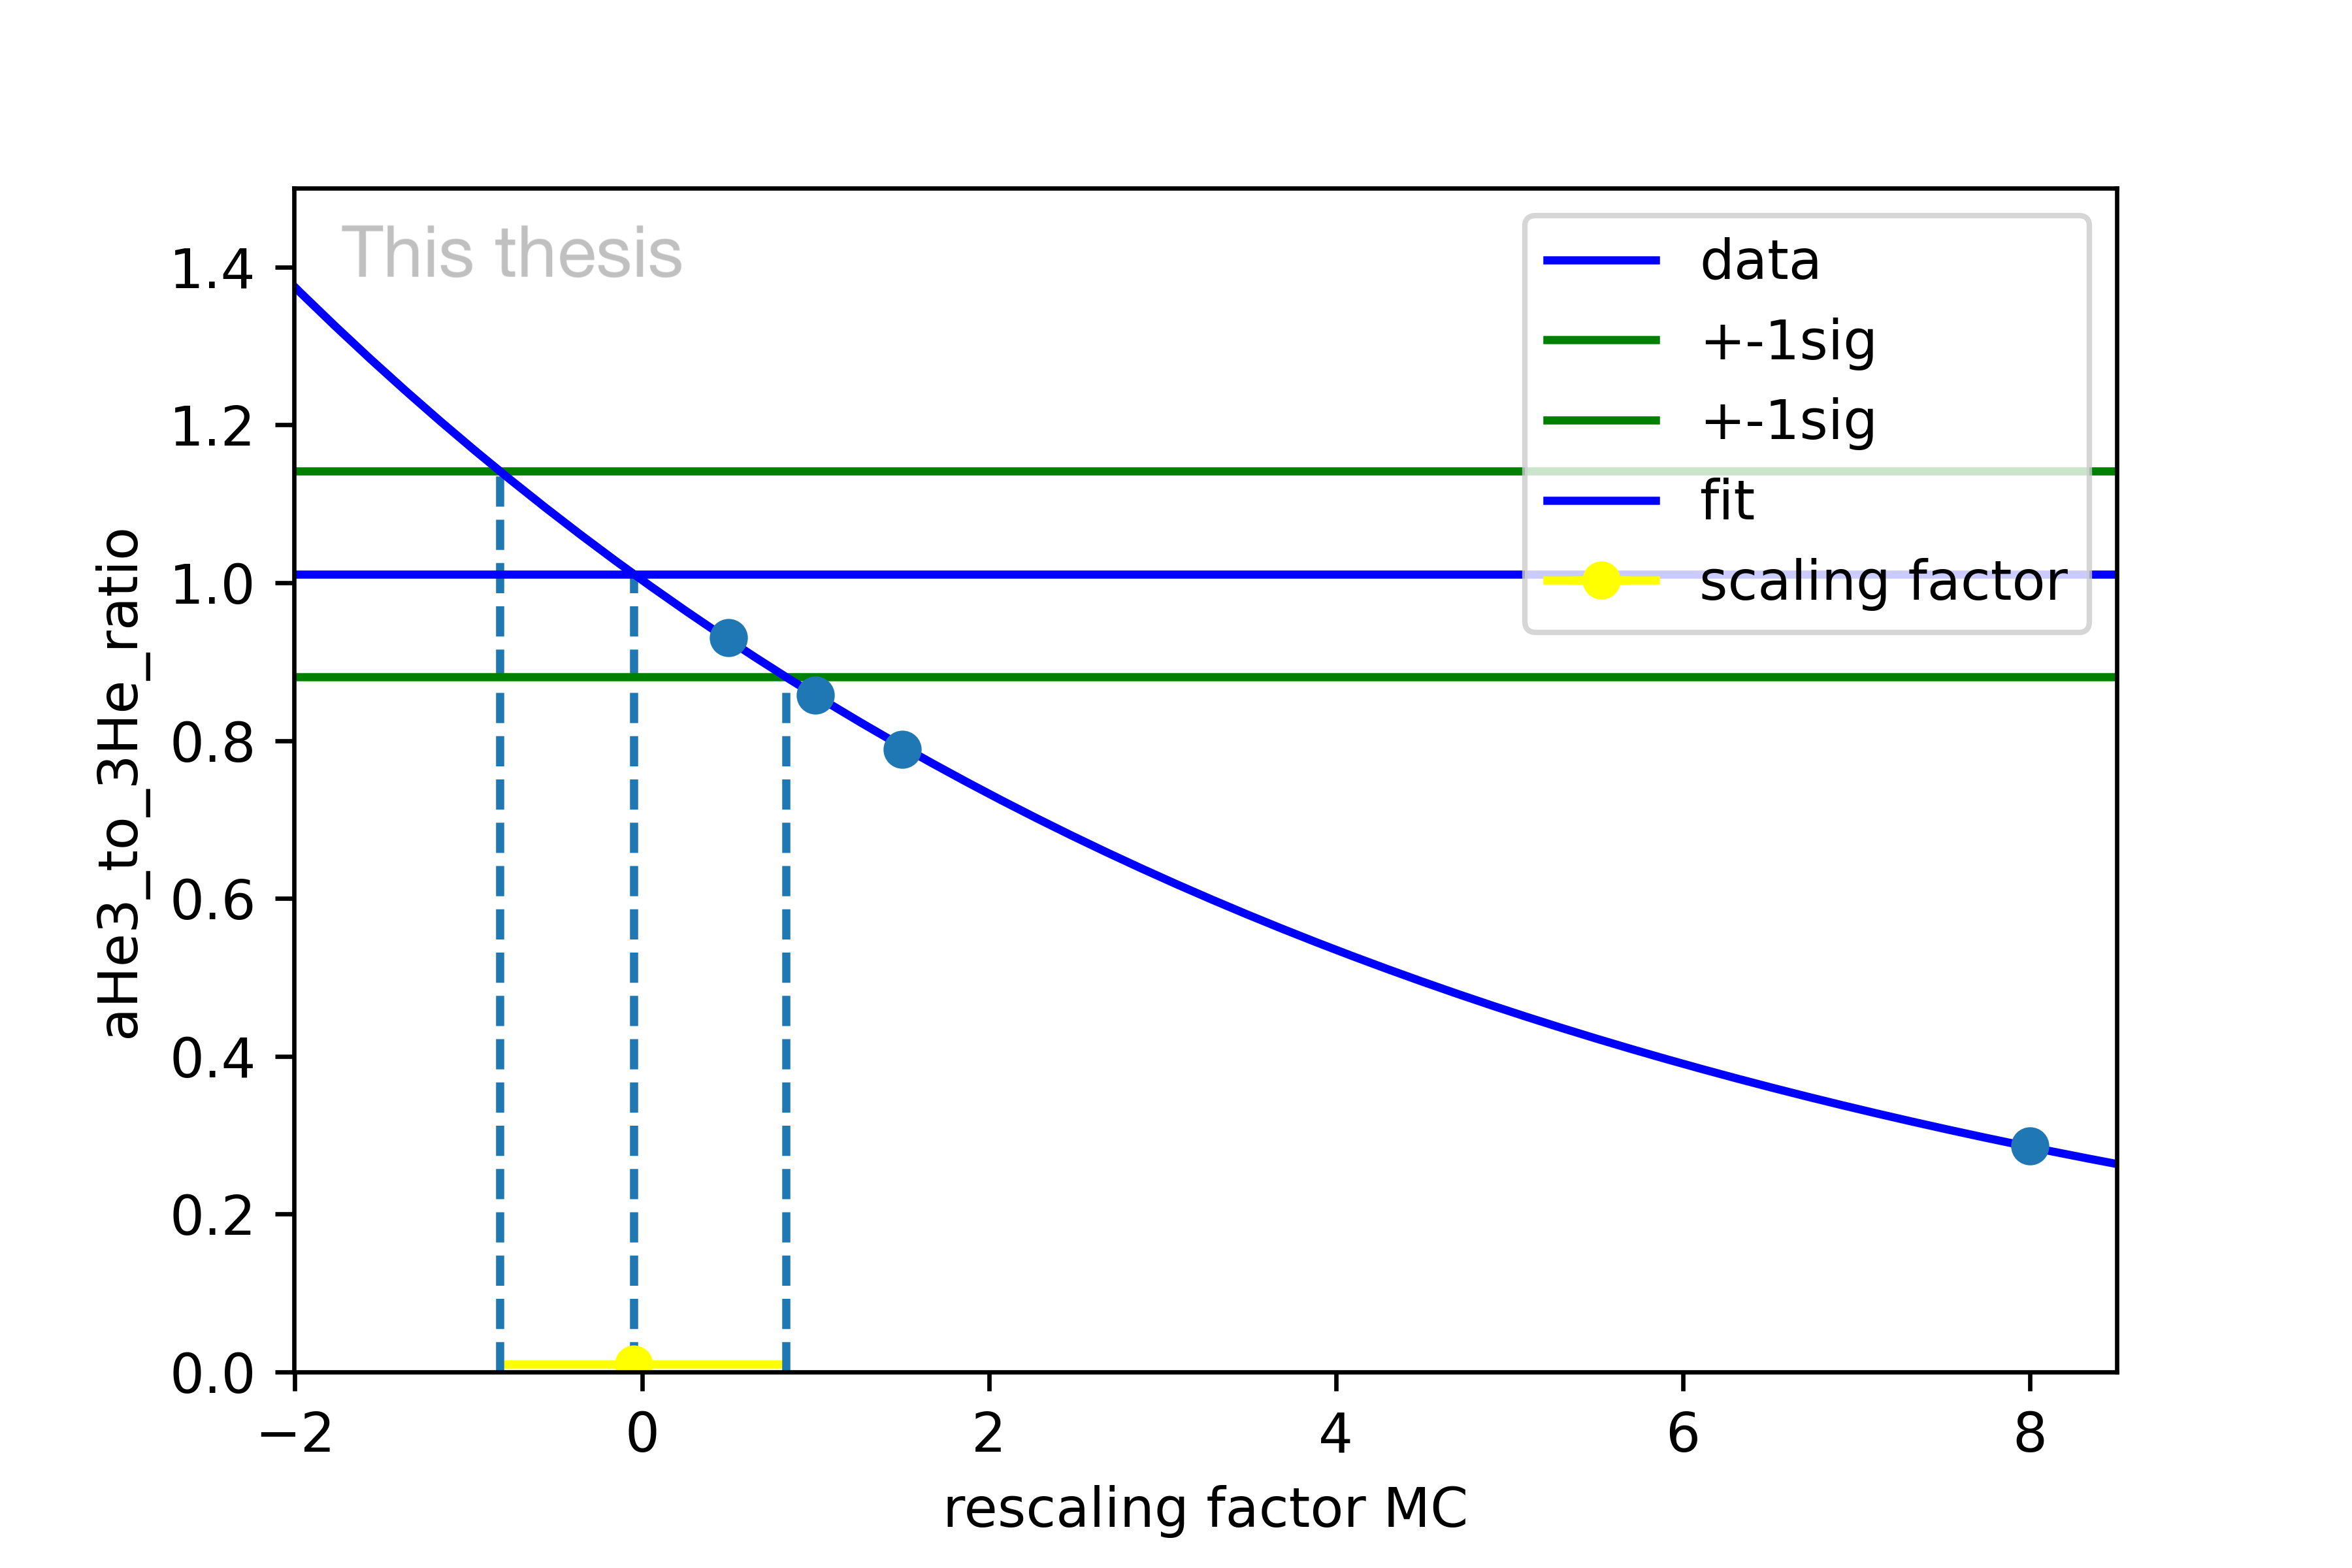 This thesis
data
+-1sig
+-1sig
fit
scaling factor
1.4
1.2
1.0
0.8
0.6
0.4
0.2
0.0
aHe3_to_3He_ratio
−2 0 2 4 6 8
rescaling factor MC